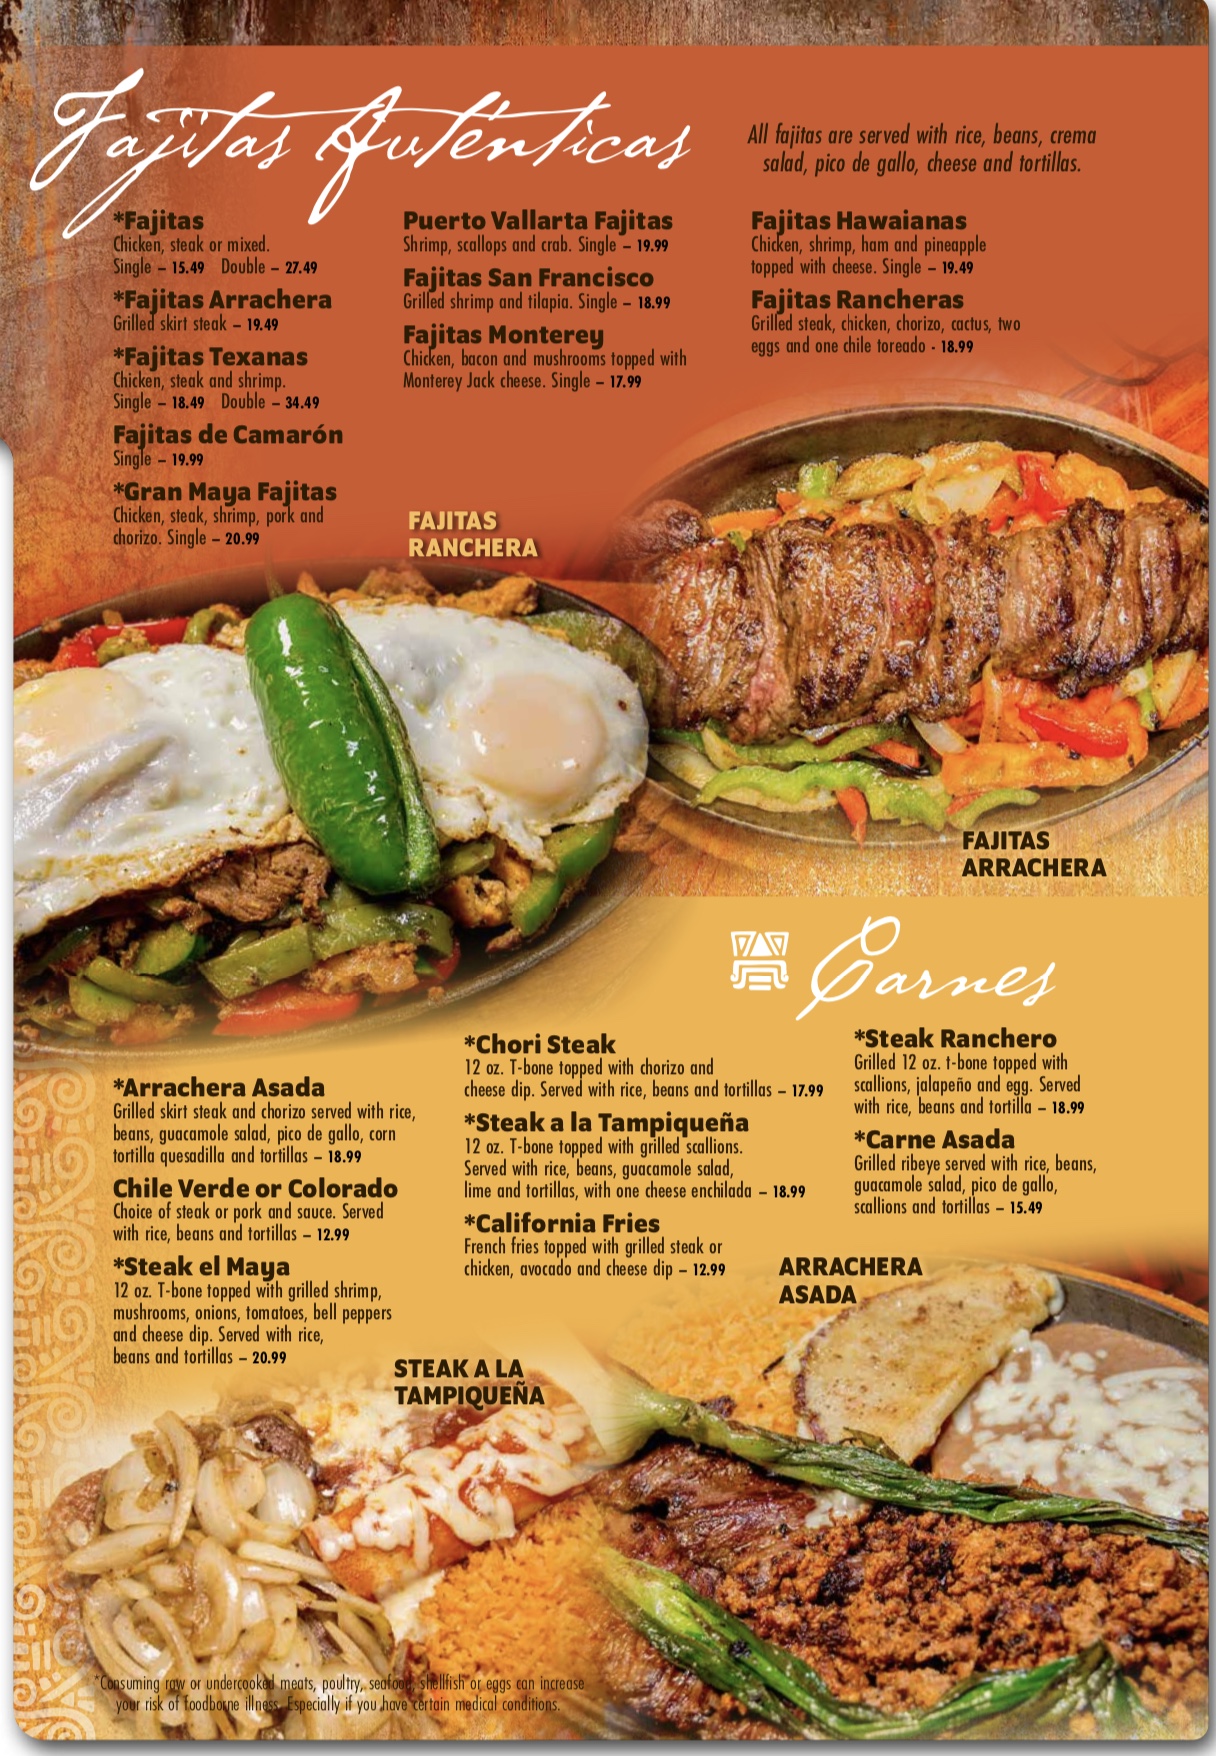 Fajitas Auténticas
All fajitas are served with rice, beans, crema
salad, pico de gallo, cheese and tortillas.
*Fajitas
Chicken, steak or mixed.
Single – 15.49 Double – 27.49
*Fajitas Arrachera
Grilled skirt steak – 19.49
*Fajitas Texanas
Chicken, steak and shrimp.
Single – 18.49 Double – 34.49
Fajitas de Camarón
Single – 19.99
*Gran Maya Fajitas
Chicken, steak, shrimp, pork and
chorizo. Single – 20.99
Puerto Vallarta Fajitas
Shrimp, scallops and crab. Single – 19.99
Fajitas San Francisco
Grilled shrimp and tilapia. Single – 18.99
Fajitas Monterey
Chicken, bacon and mushrooms topped with
Monterey Jack cheese. Single – 17.99
Fajitas Hawaianas
Chicken, shrimp, ham and pineapple
topped with cheese. Single – 19.49
Fajitas Rancheras
Grilled steak, chicken, chorizo, cactus, two
eggs and one chile toreado - 18.99
FAJITAS
RANCHERA
FAJITAS
ARRACHERA
Carnes
*Arrachera Asada
Grilled skirt steak and chorizo served with rice,
beans, guacamole salad, pico de gallo, corn
tortilla quesadilla and tortillas – 18.99
Chile Verde or Colorado
Choice of steak or pork and sauce. Served
with rice, beans and tortillas – 12.99
*Steak el Maya
12 oz. T-bone topped with grilled shrimp,
mushrooms, onions, tomatoes, bell peppers
and cheese dip. Served with rice,
beans and tortillas – 20.99
*Chori Steak
12 oz. T-bone topped with chorizo and
cheese dip. Served with rice, beans and tortillas – 17.99
*Steak a la Tampiqueña
12 oz. T-bone topped with grilled scallions.
Served with rice, beans, guacamole salad,
lime and tortillas, with one cheese enchilada – 18.99
*California Fries
French fries topped with grilled steak or
chicken, avocado and cheese dip – 12.99
*Steak Ranchero
Grilled 12 oz. t-bone topped with
scallions, jalapeño and egg. Served
with rice, beans and tortilla – 18.99
*Carne Asada
Grilled ribeye served with rice, beans,
guacamole salad, pico de gallo,
scallions and tortillas – 15.49
ARRACHERA
ASADA
STEAK A LA
TAMPIQUEÑA
*Consuming raw or undercooked meats, poultry, seafood, shellfish or eggs can increase
your risk of foodborne illness. Especially if you have certain medical conditions.